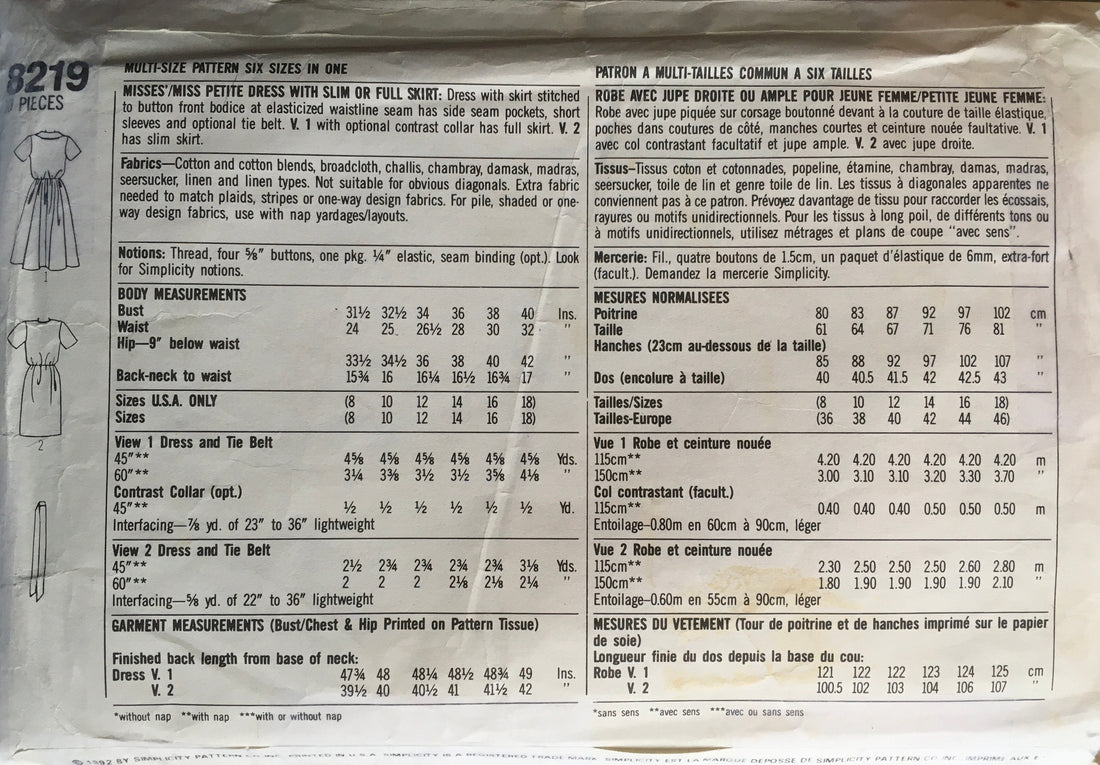 8219
PIECES
1
2
MULTI-SIZE PATTERN SIX SIZES IN ONE
MISSES'/MISS PETITE DRESS WITH SLIM OR FULL SKIRT: Dress with skirt stitched
to button front bodice at elasticized waistline seam has side seam pockets, short
sleeves and optional tie belt. V. 1 with optional contrast collar has full skirt. V. 2
has slim skirt.
Fabrics—Cotton and cotton blends, broadcloth, challis, chambray, damask, madras,
seersucker, linen and linen types. Not suitable for obvious diagonals. Extra fabric
needed to match plaids, stripes or one-way design fabrics. For pile, shaded or one-
way design fabrics, use with nap yardages/layouts.
Notions: Thread, four ⅝" buttons, one pkg. ¼" elastic, seam binding (opt.). Look
for Simplicity notions.
BODY MEASUREMENTS
Bust 31½ 32½ 34 36 38 40 Ins.
Waist 24 25 26½ 28 30 32 "
Hip—9" below waist
33½ 34½ 36 38 40 42 "
Back-neck to waist 15¾ 16 16¼ 16½ 16¾ 17 "
Sizes U.S.A. ONLY (8 10 12 14 16 18)
Sizes (8 10 12 14 16 18)
View 1 Dress and Tie Belt
45"** 4⅝ 4⅝ 4⅝ 4⅝ 4⅝ 4⅝ Yds.
60"** 3¼ 3⅜ 3½ 3½ 3⅝ 4⅛ "
Contrast Collar (opt.)
45"** ½ ½ ½ ½ ½ ½ Yd.
Interfacing—⅞ yd. of 23" to 36" lightweight
View 2 Dress and Tie Belt
45"** 2½ 2¾ 2¾ 2¾ 2¾ 3⅛ Yds.
60"** 2 2 2 2⅛ 2⅛ 2¼ "
Interfacing—⅝ yd. of 22" to 36" lightweight
GARMENT MEASUREMENTS (Bust/Chest & Hip Printed on Pattern Tissue)
Finished back length from base of neck:
Dress V. 1 47¾ 48 48¼ 48½ 48¾ 49 Ins.
V. 2 39½ 40 40½ 41 41½ 42 "
*without nap **with nap ***with or without nap
PATRON A MULTI-TAILLES COMMUN A SIX TAILLES
ROBE AVEC JUPE DROITE OU AMPLE POUR JEUNE FEMME/PETITE JEUNE FEMME:
Robe avec jupe piquée sur corsage boutonné devant à la couture de taille élastique,
poches dans coutures de côté, manches courtes et ceinture nouée faultative. V. 1
avec col contrastant facultatif et jupe ample. V. 2 avec jupe droite.
Tissus—Tissus coton et cotonnades, popeline, étamine, chambray, damas, madras,
seersucker, toile de lin et genre toile de lin. Les tissus à diagonales apparentes ne
conviennent pas à ce patron. Prévoyez davantage de tissu pour raccorder les écossais,
rayures ou motifs unidirectionnels. Pour les tissus à long poil, de différents tons ou
à motifs unidirectionnels, utilisez métrages et plans de coupe "avec sens".
Mercerie: Fil., quatre boutons de 1.5cm, un paquet d'élastique de 6mm, extra-fort
(facult.). Demandez la mercerie Simplicity.
MESURES NORMALISEES
Poitrine 80 83 87 92 97 102 cm
Taille 61 64 67 71 76 81 "
Hanches (23cm au-dessous de la taille)
85 88 92 97 102 107 "
Dos (encolure à taille) 40 40.5 41.5 42 42.5 43 "
Tailles/Sizes (8 10 12 14 16 18)
Tailles-Europe (36 38 40 42 44 46)
Vue 1 Robe et ceinture nouée
115cm** 4.20 4.20 4.20 4.20 4.20 4.20 m
150cm** 3.00 3.10 3.10 3.20 3.30 3.70 "
Col contrastant (facult.)
115cm** 0.40 0.40 0.40 0.50 0.50 0.50 m
Entoilage-0.80m en 60cm à 90cm, léger
Vue 2 Robe et ceinture nouée
115cm** 2.30 2.50 2.50 2.50 2.60 2.80 m
150cm** 1.80 1.90 1.90 1.90 1.90 2.10 "
Entoilage-0.60m en 55cm à 90cm, léger
MESURES DU VETEMENT (Tour de poitrine et de hanches imprimé sur le papier
de soie)
Longueur finie du dos depuis la base du cou:
Robe V. 1 121 122 122 123 124 125 cm
V. 2 100.5 102 103 104 106 107 "
*sans sens **avec sens ***avec ou sans sens
© 1992 BY SIMPLICITY PATTERN CO INC. PRINTED IN U.S.A. SIMPLICITY IS A REGISTERED TRADE MARK SIMPLICITY EST LA MARQUE DEPOSEE DE SIMPLICITY PATTERN CO INC. IMPRIME AUX